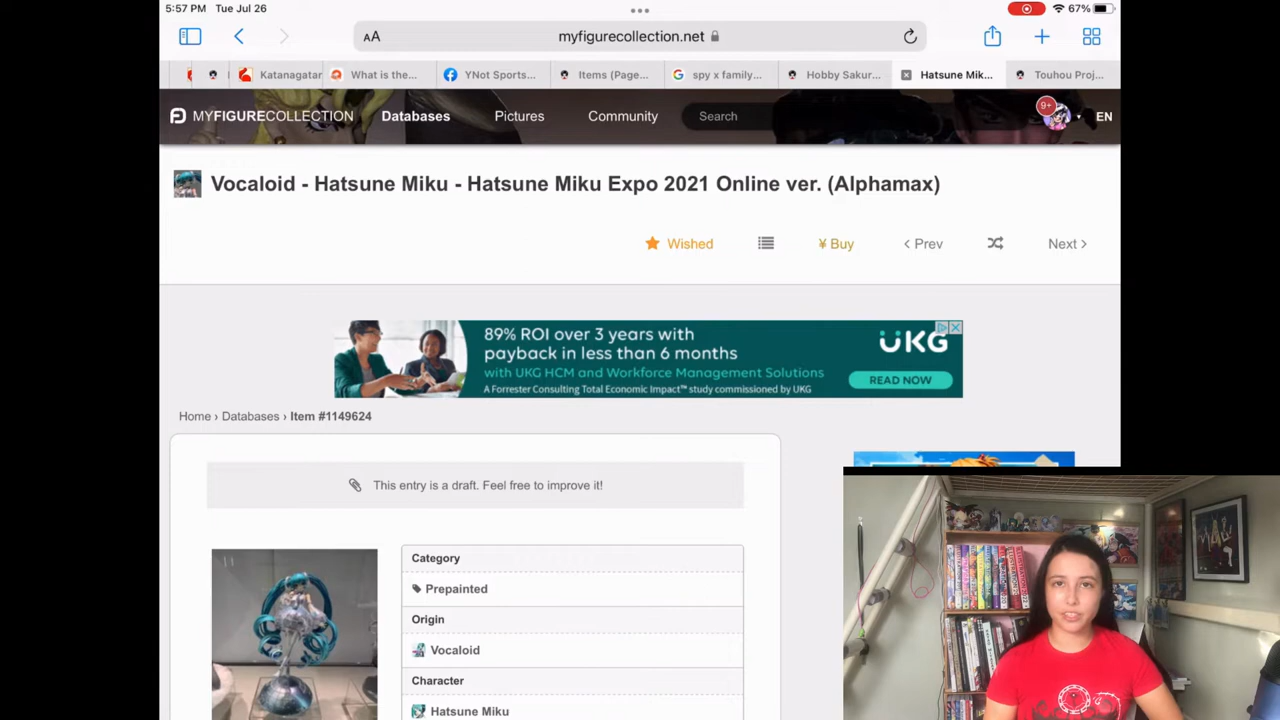 5:57 PM Tue Jul 26
67%
AA
myfigurecollection.net
Katanagatar
What is the...
YNot Sports...
Items (Page...
spy x family...
Hobby Sakur...
Hatsune Mik...
Touhou Proj...
MYFIGURECOLLECTION
Databases
Pictures
Community
Search
9+
EN
Vocaloid - Hatsune Miku - Hatsune Miku Expo 2021 Online ver. (Alphamax)
Wished
¥ Buy
< Prev
Next >
89% ROI over 3 years with
payback in less than 6 months
with UKG HCM and Workforce Management Solutions
A Forrester Consulting Total Economic Impact™ study commissioned by UKG
UKG
READ NOW
Home › Databases › Item #1149624
This entry is a draft. Feel free to improve it!
Category
Prepainted
Origin
Vocaloid
Character
Hatsune Miku